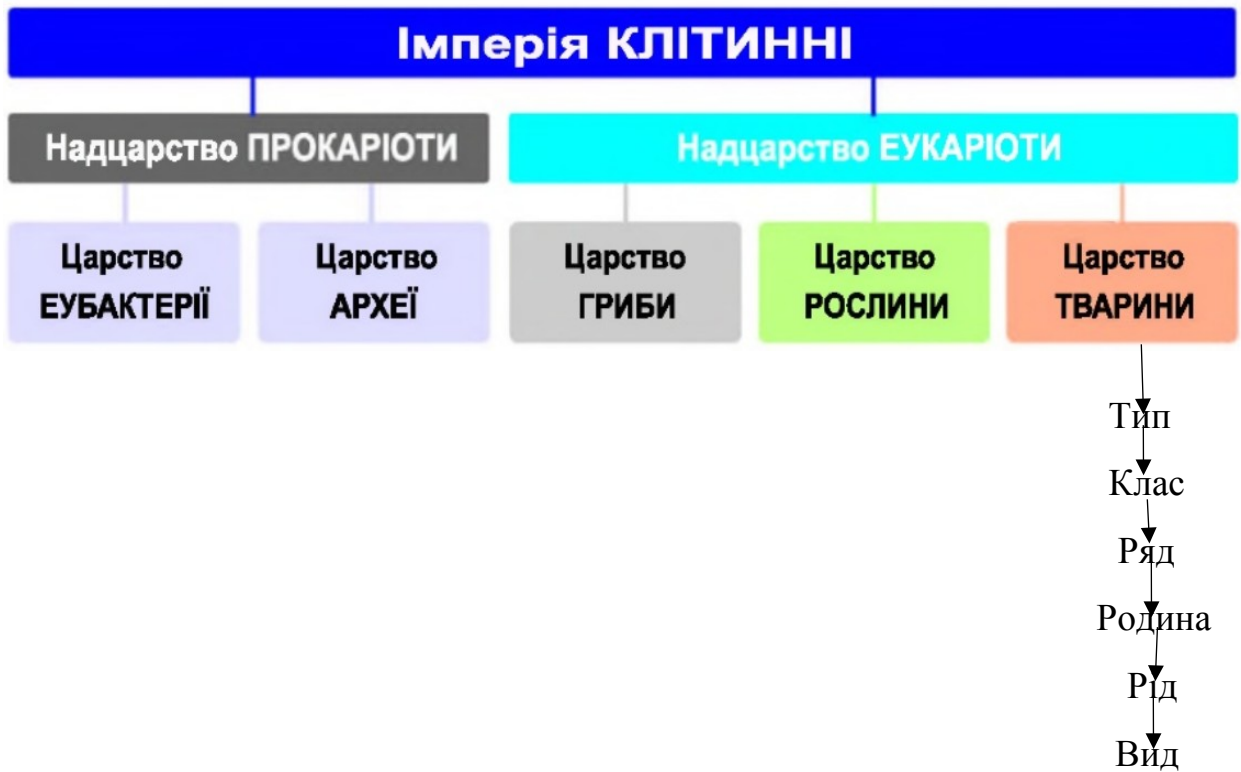 Імперія КЛІТИННІ
Надцарство ПРОКАРІОТИ
Надцарство ЕУКАРІОТИ
Царство
ЕУБАКТЕРІЇ
Царство
АРХЕЇ
Царство
ГРИБИ
Царство
РОСЛИНИ
Царство
ТВАРИНИ
Тип
Клас
Ряд
Родина
Рід
Вид